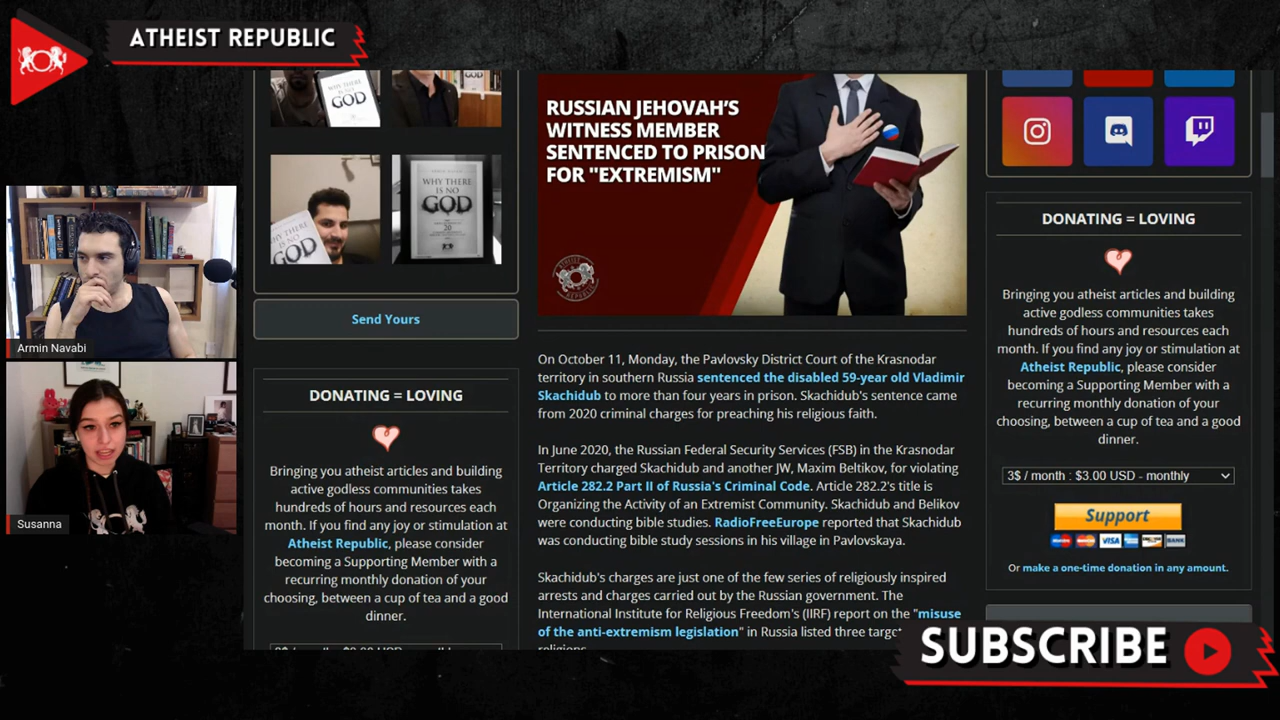 ATHEIST REPUBLIC
WHY THERE IS NO
GOD
WHY THERE
IS NO
GOD
WHY THERE
IS NO
GOD
20
Send Yours
DONATING = LOVING
Bringing you atheist articles and building
active godless communities takes
hundreds of hours and resources each
month. If you find any joy or stimulation at
Atheist Republic, please consider
becoming a Supporting Member with a
recurring monthly donation of your
choosing, between a cup of tea and a good
dinner.
RUSSIAN JEHOVAH'S
WITNESS MEMBER
SENTENCED TO PRISON
FOR "EXTREMISM"
On October 11, Monday, the Pavlovsky District Court of the Krasnodar
territory in southern Russia sentenced the disabled 59-year old Vladimir
Skachidub to more than four years in prison. Skachidub's sentence came
from 2020 criminal charges for preaching his religious faith.
In June 2020, the Russian Federal Security Services (FSB) in the Krasnodar
Territory charged Skachidub and another JW, Maxim Beltikov, for violating
Article 282.2 Part II of Russia's Criminal Code. Article 282.2's title is
Organizing the Activity of an Extremist Community. Skachidub and Belikov
were conducting bible studies. RadioFreeEurope reported that Skachidub
was conducting bible study sessions in his village in Pavlovskaya.
Skachidub's charges are just one of the few series of religiously inspired
arrests and charges carried out by the Russian government. The
International Institute for Religious Freedom's (IIRF) report on the "misuse
of the anti-extremism legislation" in Russia listed three
religions
DONATING = LOVING
Bringing you atheist articles and building
active godless communities takes
hundreds of hours and resources each
month. If you find any joy or stimulation at
Atheist Republic, please consider
becoming a Supporting Member with a
recurring monthly donation of your
choosing, between a cup of tea and a good
dinner.
3$ / month : $3.00 USD - monthly
Support
VISA
BANK
Or make a one-time donation in any amount.
Armin Navabi
Susanna
SUBSCRIBE